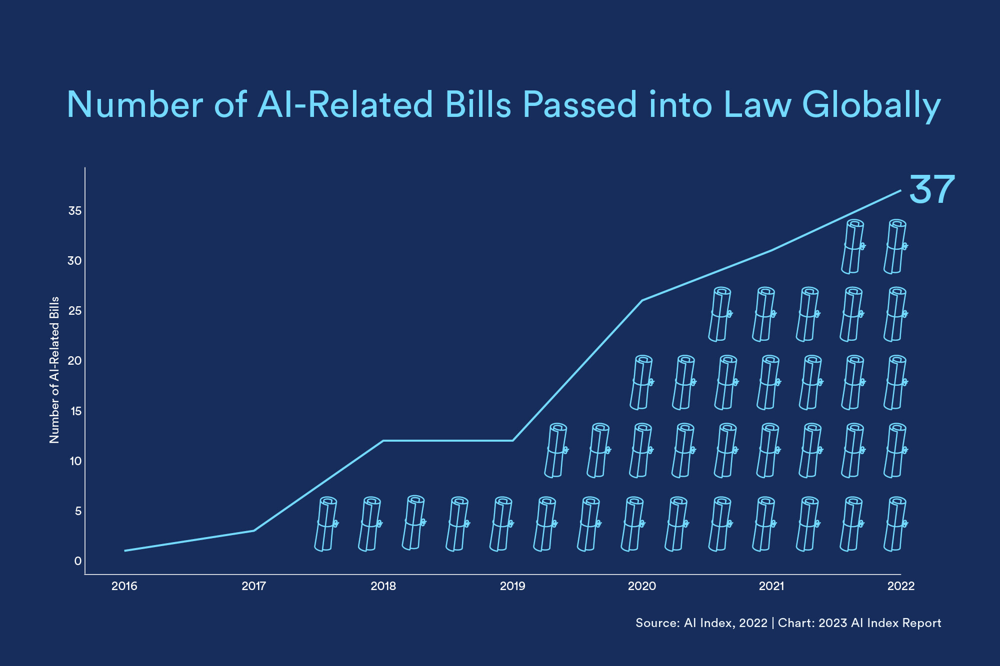 Number of AI-Related Bills Passed into Law Globally
37
35
30
25
20
15
10
5
0
Number of AI-Related Bills
2016 2017 2018 2019 2020 2021 2022
Source: AI Index, 2022 | Chart: 2023 AI Index Report